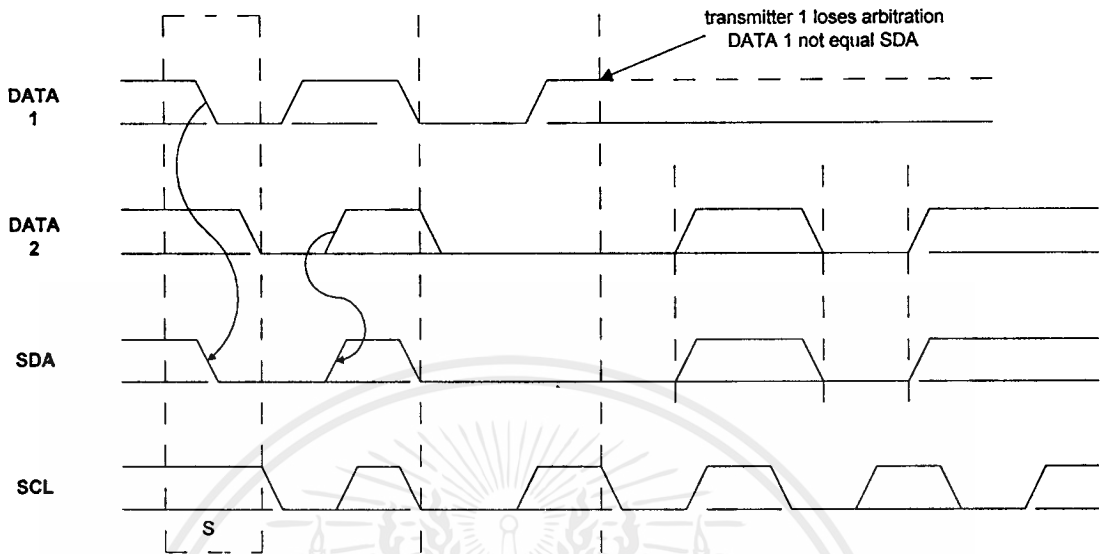 transmitter 1 loses arbitration
DATA 1 not equal SDA
DATA
1
DATA
2
SDA
SCL
S